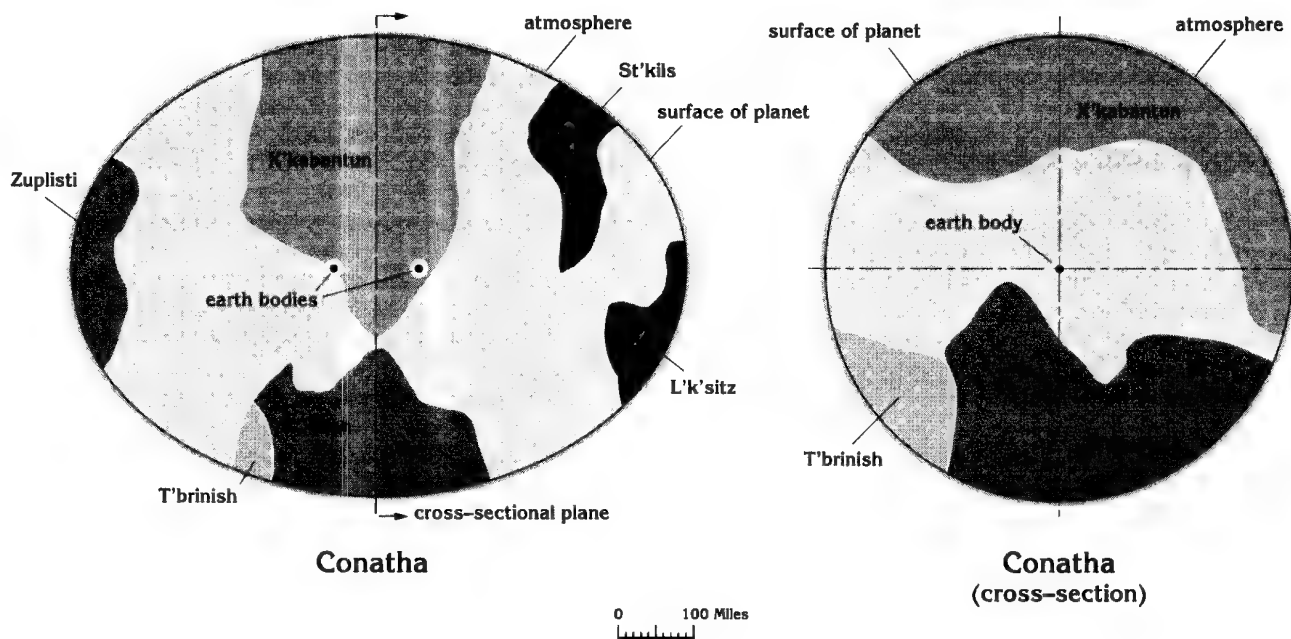 atmosphere
St'kils
surface of planet
K'kabantun
Zuplisti
earth bodies
L'k'sitz
T'brinish
cross-sectional plane
Conatha
surface of planet
atmosphere
X'kabantun
earth body
T'brinish
Conatha
(cross-section)
0 100 Miles